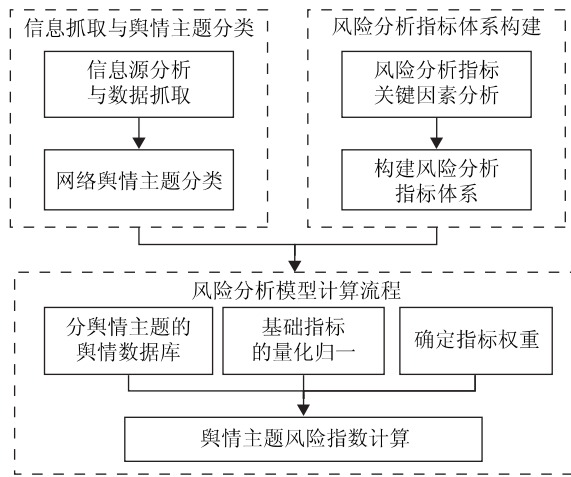 信息抓取与舆情主题分类
信息源分析
与数据抓取
网络舆情主题分类
风险分析指标体系构建
风险分析指标
关键因素分析
构建风险分析
指标体系
风险分析模型计算流程
分舆情主题的
舆情数据库
基础指标
的量化归一
确定指标权重
舆情主题风险指数计算